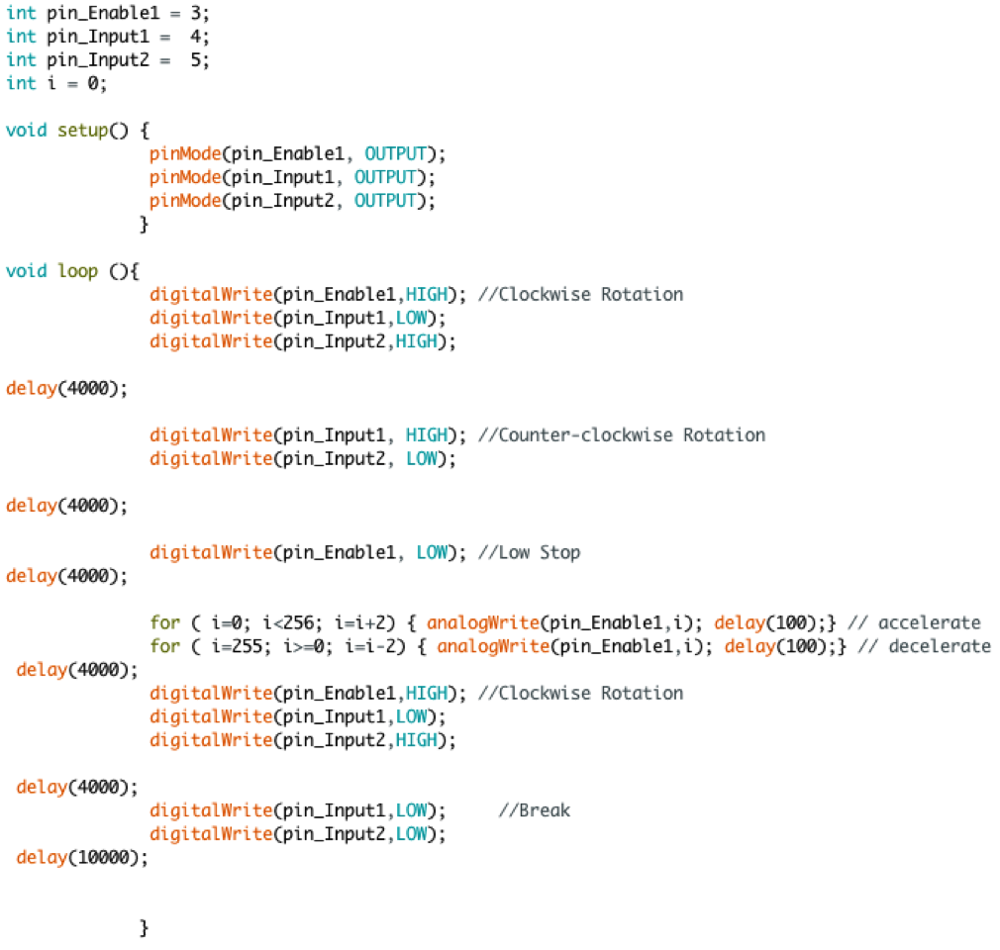 int pin_Enable1 = 3;
int pin_Input1 =  4;
int pin_Input2 =  5;
int i = 0;
void setup() {
pinMode(pin_Enable1, OUTPUT);
pinMode(pin_Input1, OUTPUT);
pinMode(pin_Input2, OUTPUT);
}
void loop (){
digitalWrite(pin_Enable1,HIGH); //Clockwise Rotation
digitalWrite(pin_Input1,LOW);
digitalWrite(pin_Input2,HIGH);
delay(4000);
digitalWrite(pin_Input1, HIGH); //Counter-clockwise Rotation
digitalWrite(pin_Input2, LOW);
delay(4000);
digitalWrite(pin_Enable1, LOW); //Low Stop
delay(4000);
for ( i=0; i<256; i=i+2) { analogWrite(pin_Enable1,i); delay(100);} // accelerate
for ( i=255; i>=0; i=i-2) { analogWrite(pin_Enable1,i); delay(100);} // decelerate
delay(4000);
digitalWrite(pin_Enable1,HIGH); //Clockwise Rotation
digitalWrite(pin_Input1,LOW);
digitalWrite(pin_Input2,HIGH);
delay(4000);
digitalWrite(pin_Input1,LOW);     //Break
digitalWrite(pin_Input2,LOW);
delay(10000);
}